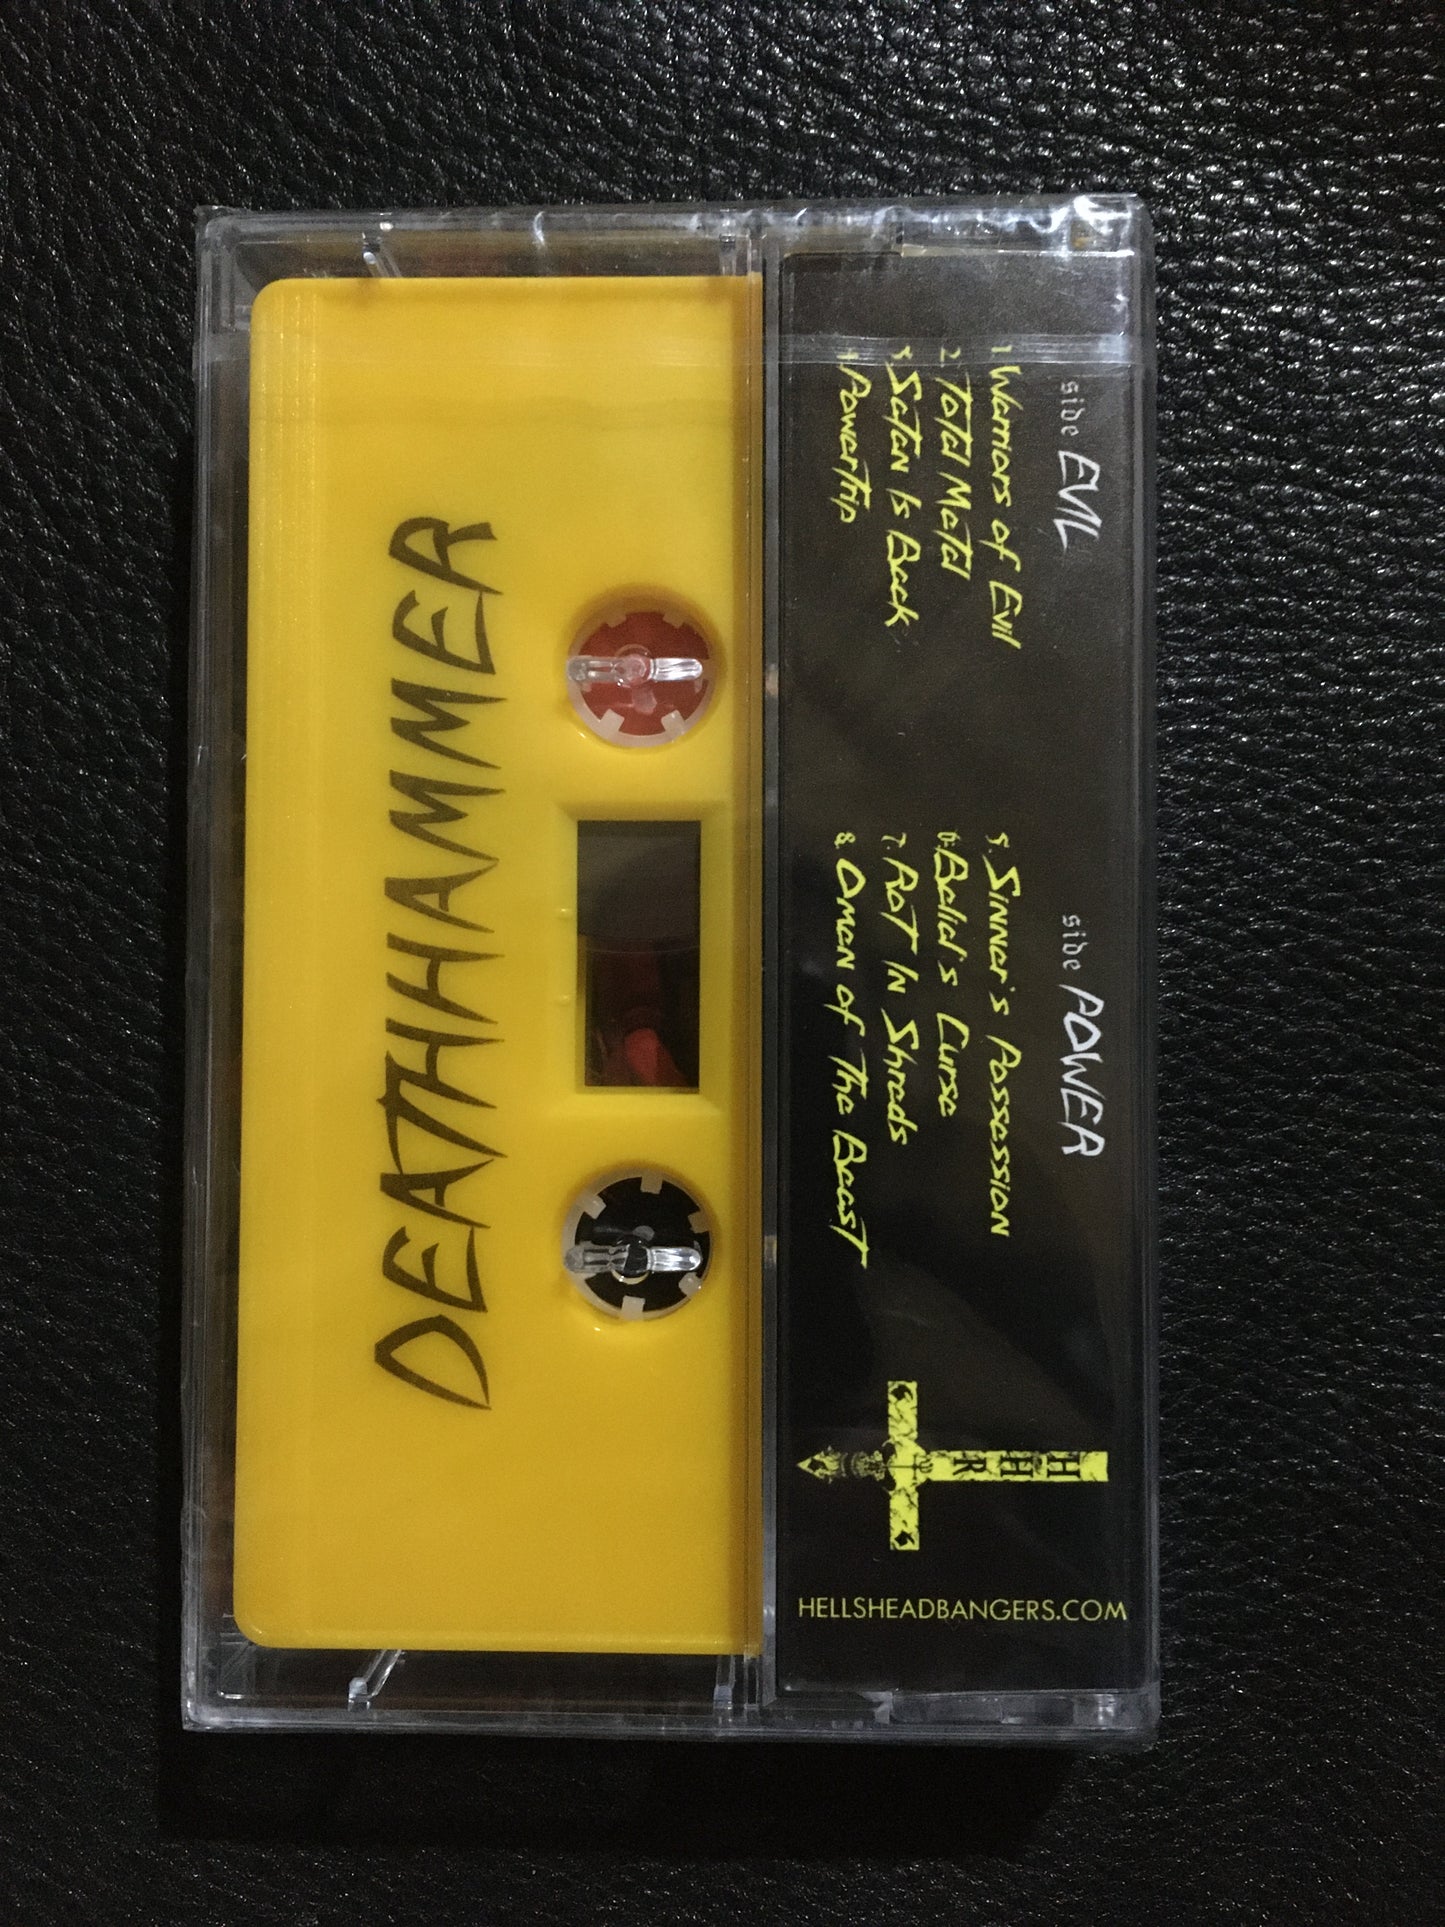 DEATHHAMMER
side EVIL
1. Warriors of Evil
2. Total Metal
3. Satan Is Back
4. Powertrip
side POWER
5. Sinner's Possession
6. Belial's Curse
7. Rot In Shreds
8. Omen of The Beast
HHR
HELLSHEADBANGERS.COM